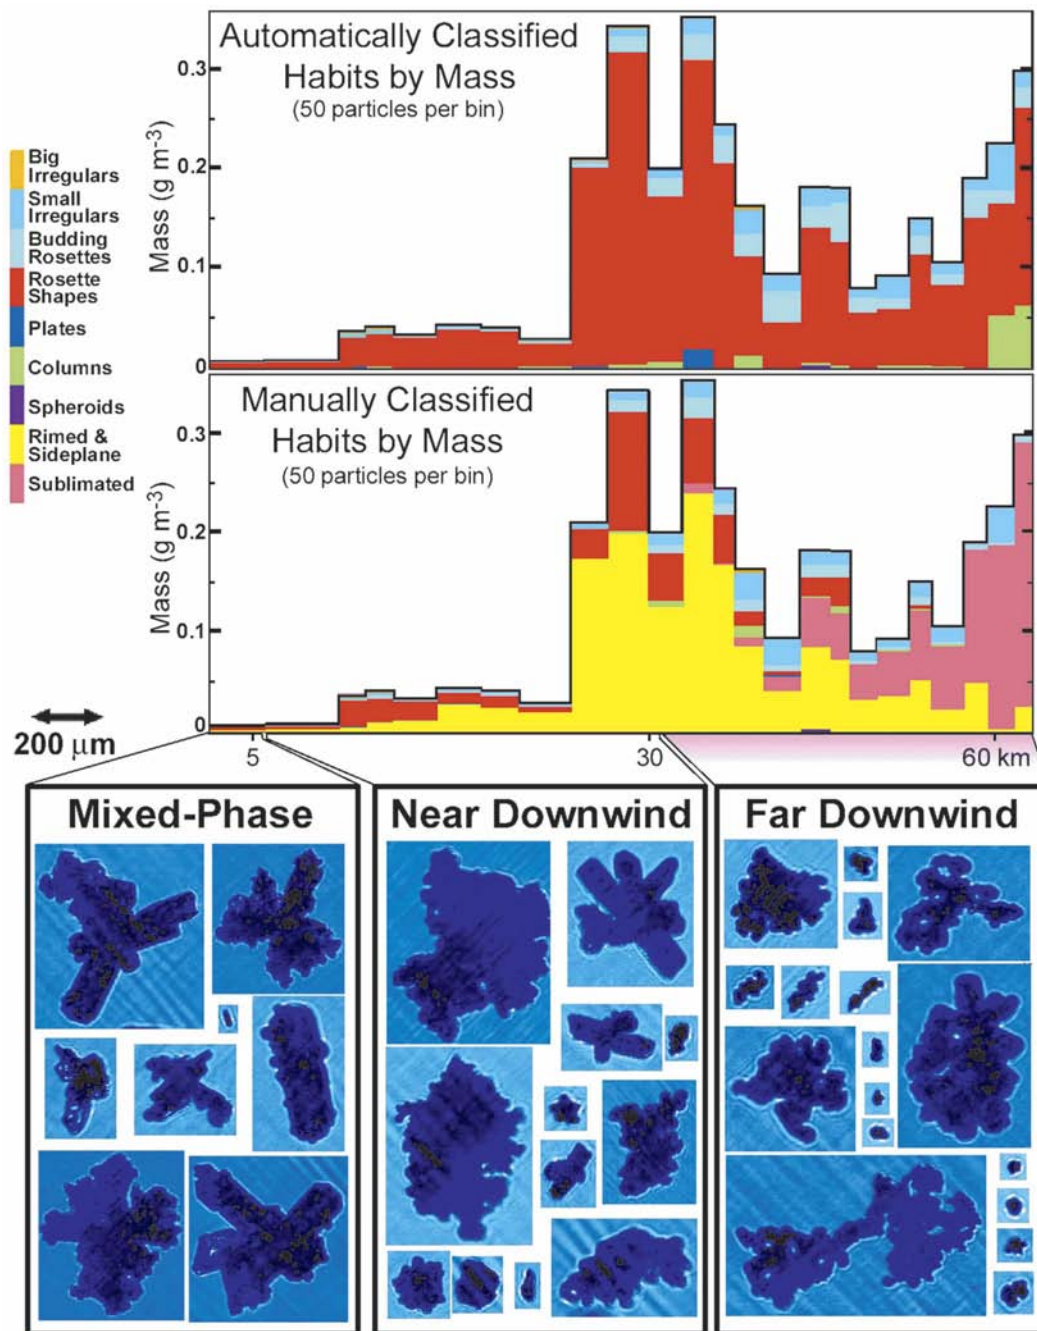 Automatically Classified
Habits by Mass
(50 particles per bin)
0.3
0.2
0.1
0
Mass (g m-3)
Big
Irregulars
Small
Irregulars
Budding
Rosettes
Rosette
Shapes
Plates
Columns
Spheroids
Rimed &
Sideplane
Sublimated
Manually Classified
Habits by Mass
(50 particles per bin)
0.3
0.2
0.1
0
Mass (g m-3)
200 μm
5
30
60 km
Mixed-Phase
Near Downwind
Far Downwind